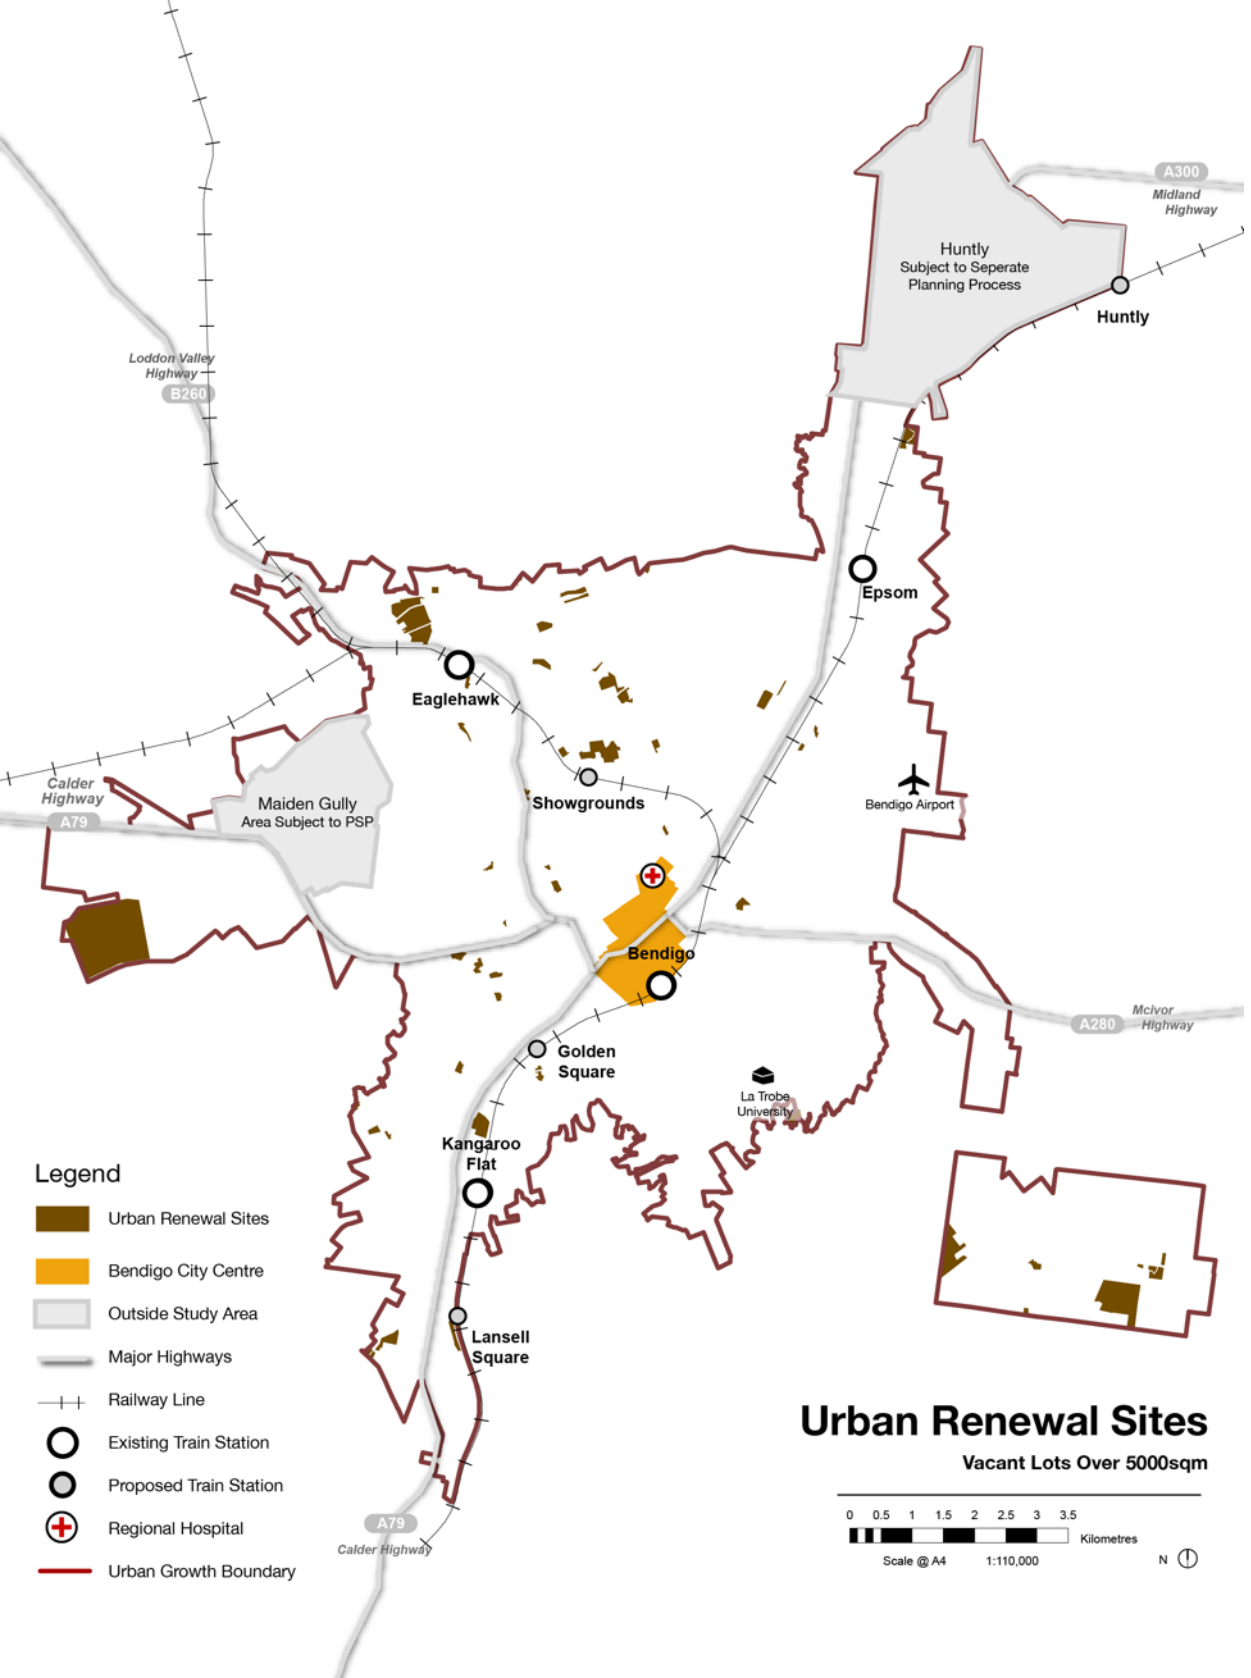 A300
Midland
Highway
Huntly
Subject to Seperate
Planning Process
Huntly
Loddon Valley
Highway
B260
Epsom
Eaglehawk
Calder
Highway
A79
Maiden Gully
Area Subject to PSP
Showgrounds
Bendigo Airport
Bendigo
A280
Mcivor
Highway
Golden
Square
La Trobe
University
Kangaroo
Flat
Lansell
Square
A79
Calder Highway
Legend
Urban Renewal Sites
Bendigo City Centre
Outside Study Area
Major Highways
Railway Line
Existing Train Station
Proposed Train Station
Regional Hospital
Urban Growth Boundary
Urban Renewal Sites
Vacant Lots Over 5000sqm
0 0.5 1 1.5 2 2.5 3 3.5
Kilometres
Scale @ A4 1:110,000
N